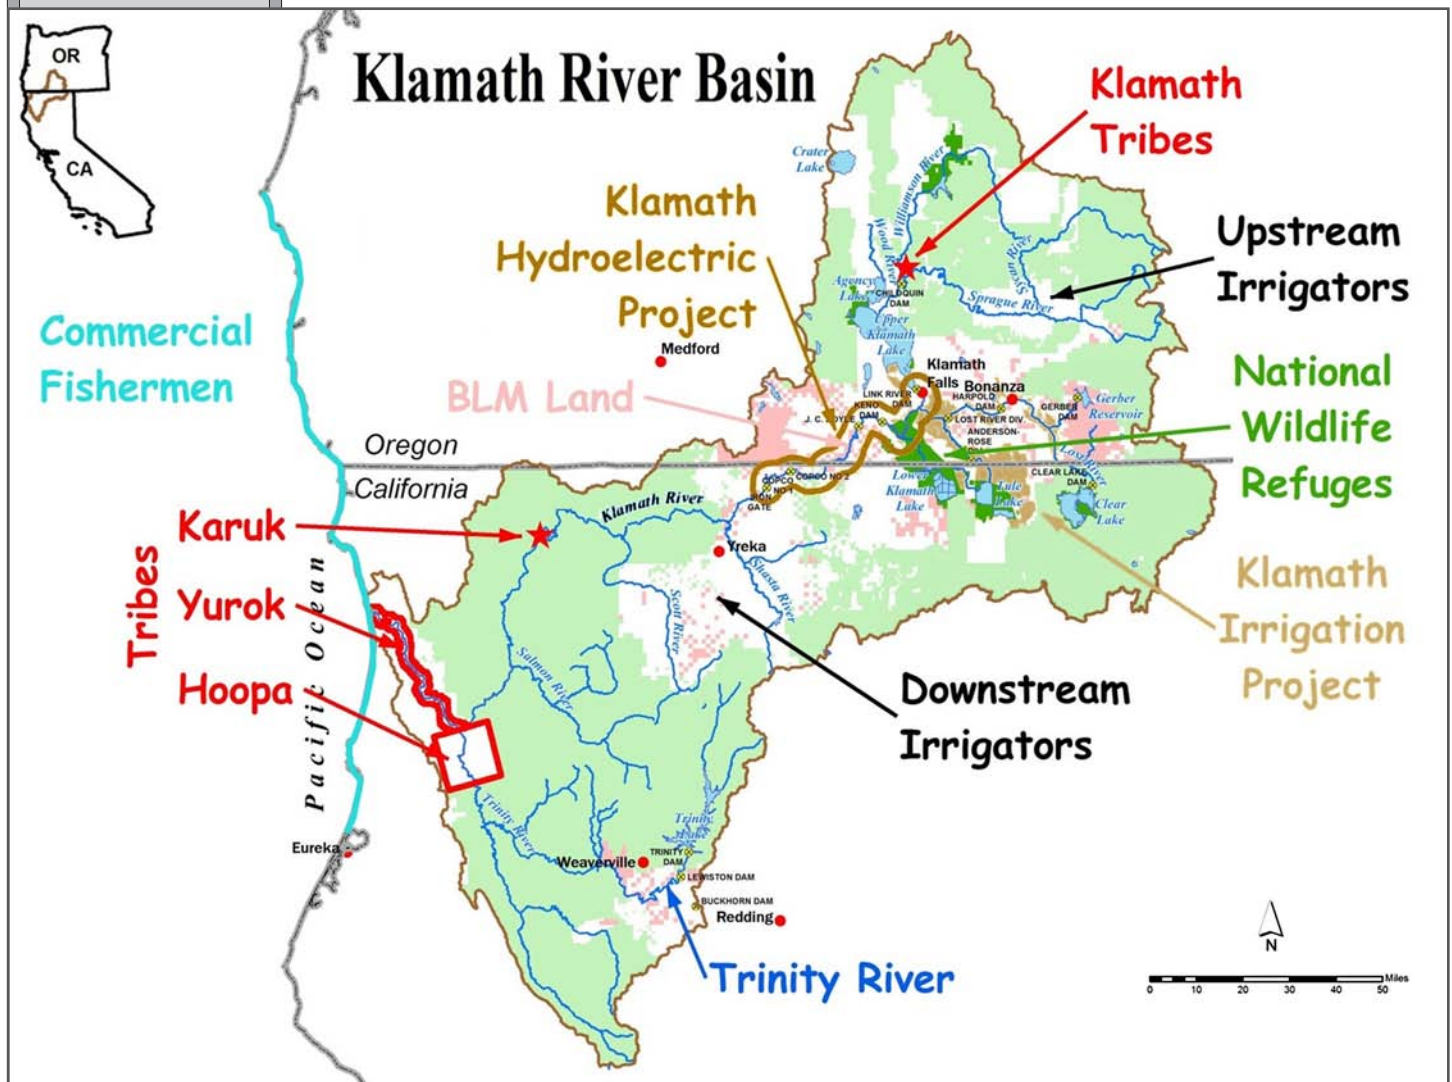 OR
CA
Klamath River Basin
Klamath
Tribes
Crater
Lake
Williamson River
Klamath
Hydroelectric
Project
Wood River
Upstream
Irrigators
Sycan River
Agency
Lake
CHILOQUIN
DAM
Sprague River
Upper
Klamath
Lake
Commercial
Fishermen
Medford
BLM Land
Klamath
Falls
Bonanza
National
Wildlife
Refuges
LINK RIVER
DAM
KENO
DAM
J. C. BOYLE
HARPOLD
DAM
GERBER
DAM
Gerber
Reservoir
LOST RIVER DIV.
ANDERSON-
ROSE
Oregon
California
Lost River
CLEAR LAKE
DAM
COPCO NO 2
COPCO
NO 1
IRON
GATE
Lower
Klamath
Lake
Tule
Lake
Clear
Lake
Klamath River
Karuk
Tribes
Yurok
Hoopa
Yreka
Shasta River
Scott River
Klamath
Irrigation
Project
Pacific Ocean
Salmon River
Downstream
Irrigators
Trinity River
Trinity
Lake
Eureka
Weaverville
TRINITY
DAM
LEWISTON DAM
BUCKHORN DAM
Redding
Trinity River
N
Miles
0 10 20 30 40 50